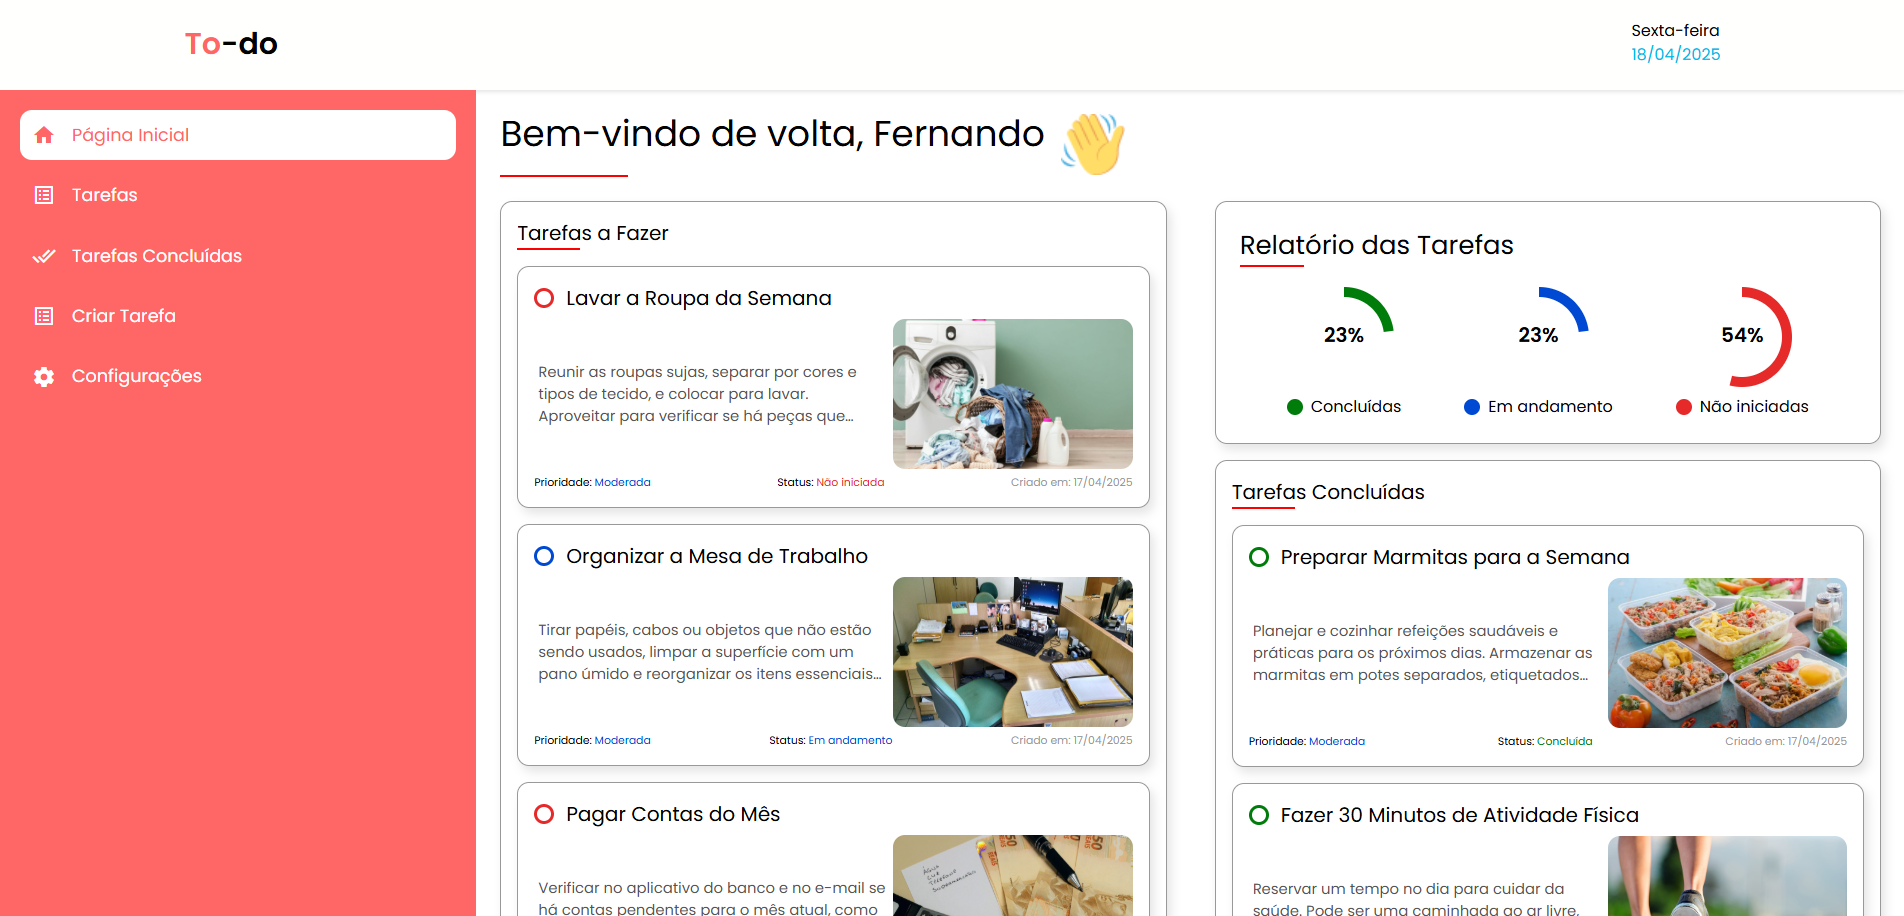 To-do
Sexta-feira
18/04/2025
Página Inicial
Tarefas
Tarefas Concluídas
Criar Tarefa
Configurações
Bem-vindo de volta, Fernando
Tarefas a Fazer
Lavar a Roupa da Semana
Reunir as roupas sujas, separar por cores e
tipos de tecido, e colocar para lavar.
Aproveitar para verificar se há peças que…
Prioridade: Moderada
Status: Não iniciada
Criado em: 17/04/2025
Organizar a Mesa de Trabalho
Tirar papéis, cabos ou objetos que não estão
sendo usados, limpar a superfície com um
pano úmido e reorganizar os itens essenciais…
Prioridade: Moderada
Status: Em andamento
Criado em: 17/04/2025
Pagar Contas do Mês
Verificar no aplicativo do banco e no e-mail se
há contas pendentes para o mês atual, como
Relatório das Tarefas
23%
23%
54%
Concluídas
Em andamento
Não iniciadas
Tarefas Concluídas
Preparar Marmitas para a Semana
Planejar e cozinhar refeições saudáveis e
práticas para os próximos dias. Armazenar as
marmitas em potes separados, etiquetados…
Prioridade: Moderada
Status: Concluída
Criado em: 17/04/2025
Fazer 30 Minutos de Atividade Física
Reservar um tempo no dia para cuidar da
saúde. Pode ser uma caminhada ao ar livre,